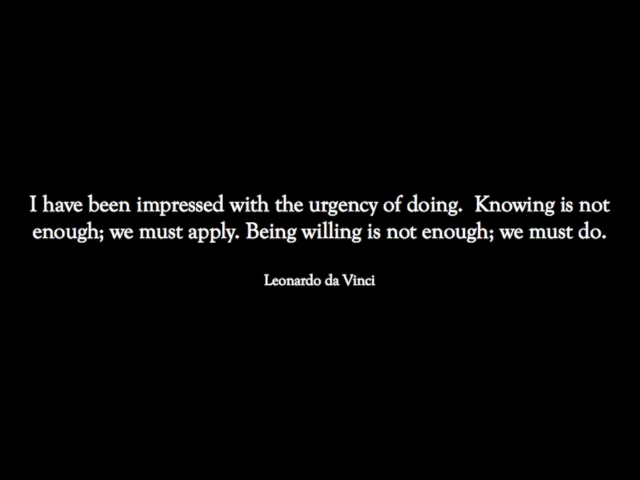 I have been impressed with the urgency of doing.  Knowing is not
enough; we must apply. Being willing is not enough; we must do.
Leonardo da Vinci